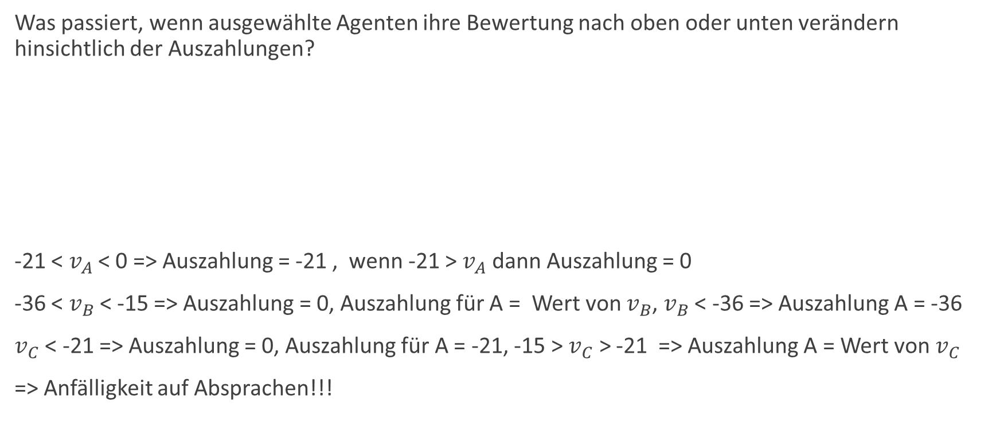 Was passiert, wenn ausgewählte Agenten ihre Bewertung nach oben oder unten verändern
hinsichtlich der Auszahlungen?
-21 < v_A < 0 => Auszahlung = -21 , wenn -21 > v_A dann Auszahlung = 0
-36 < v_B < -15 => Auszahlung = 0, Auszahlung für A = Wert von v_B, v_B < -36 => Auszahlung A = -36
v_C < -21 => Auszahlung = 0, Auszahlung für A = -21, -15 > v_C > -21 => Auszahlung A = Wert von v_C
=> Anfälligkeit auf Absprachen!!!